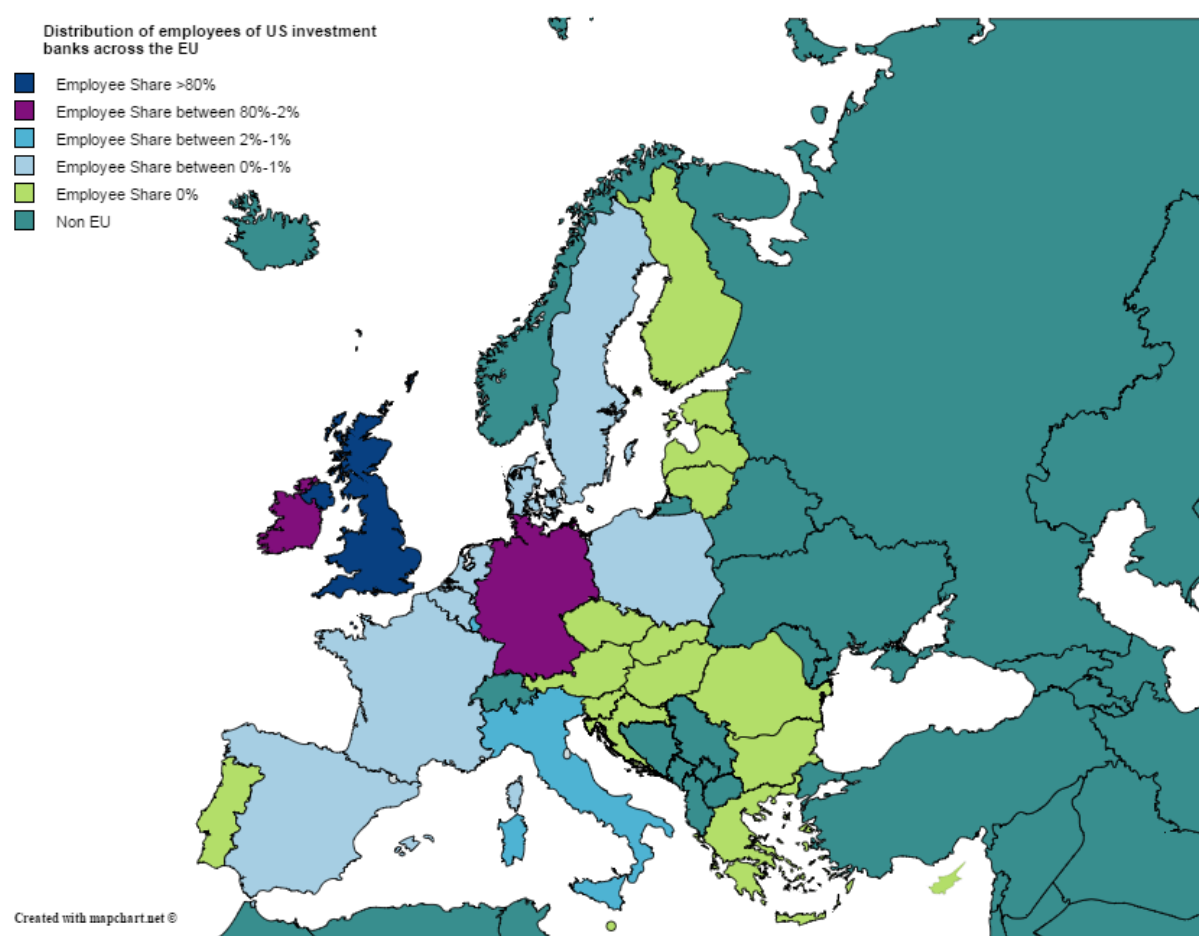 Distribution of employees of US investment
banks across the EU
Employee Share >80%
Employee Share between 80%-2%
Employee Share between 2%-1%
Employee Share between 0%-1%
Employee Share 0%
Non EU
Created with mapchart.net ©